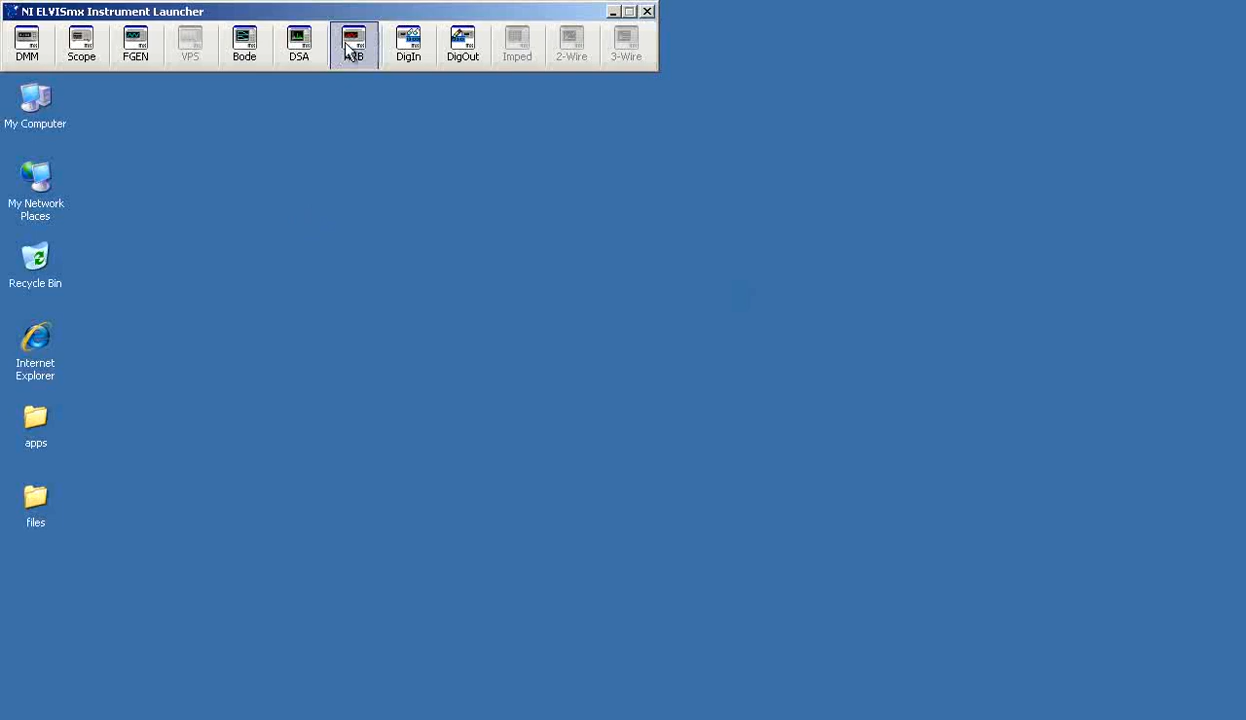 NI ELVISmx Instrument Launcher
DMM Scope FGEN VPS Bode DSA ARB DigIn DigOut Imped 2-Wire 3-Wire
My Computer
My Network
Places
Recycle Bin
Internet
Explorer
apps
files